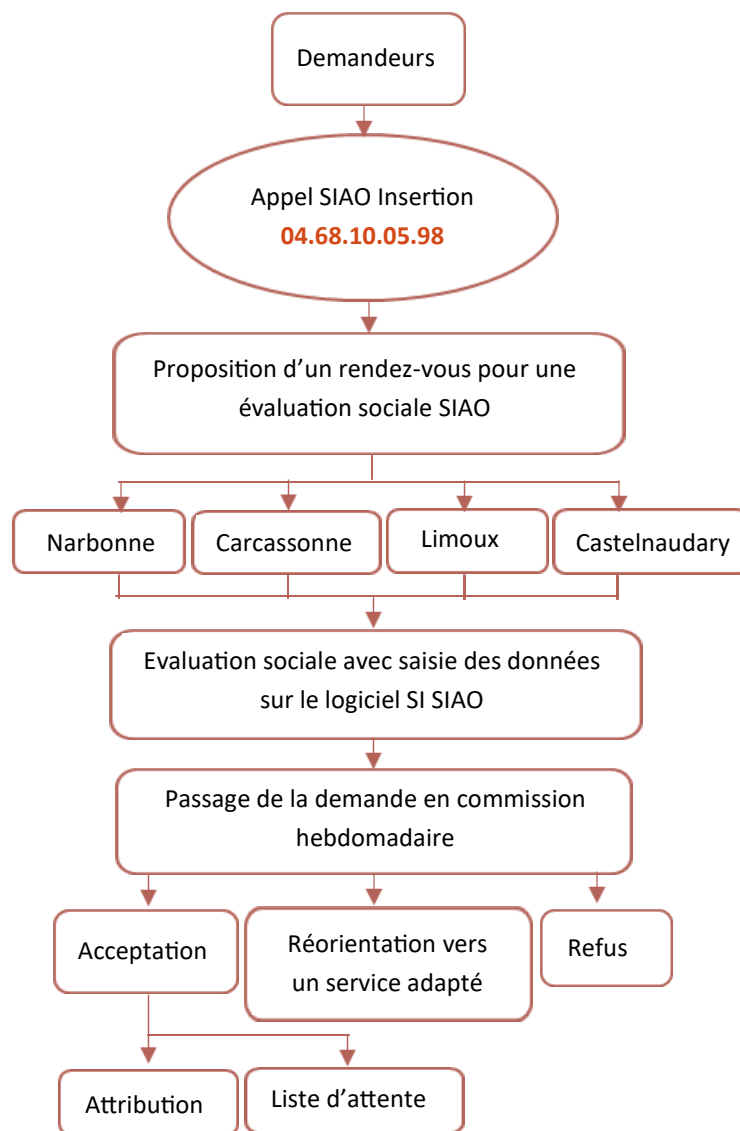 Demandeurs
Appel SIAO Insertion
04.68.10.05.98
Proposition d’un rendez-vous pour une
évaluation sociale SIAO
Narbonne
Carcassonne
Limoux
Castelnaudary
Evaluation sociale avec saisie des données
sur le logiciel SI SIAO
Passage de la demande en commission
hebdomadaire
Acceptation
Réorientation vers
un service adapté
Refus
Attribution
Liste d’attente